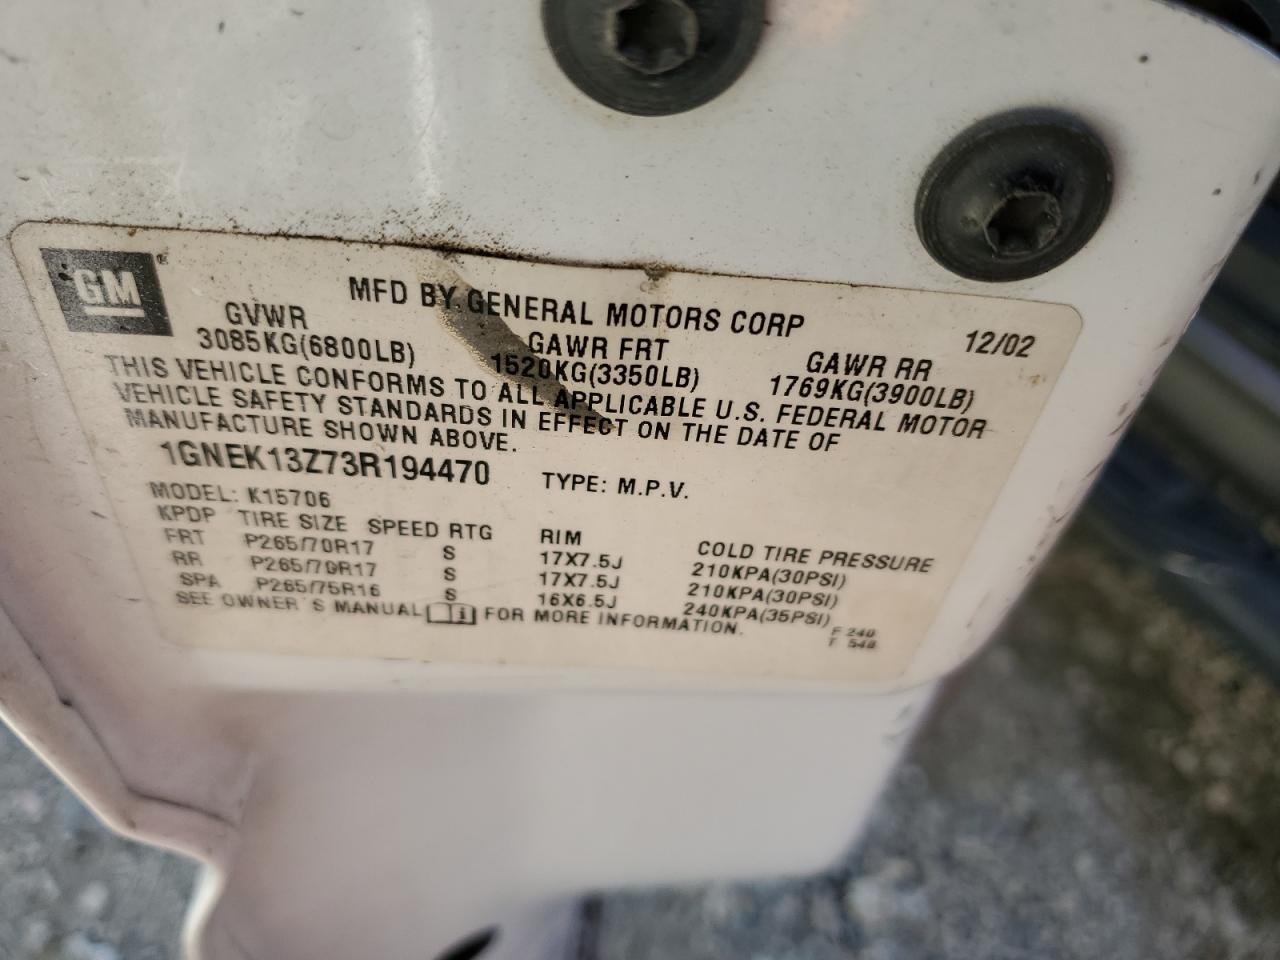 GM
MFD BY GENERAL MOTORS CORP 12/02
GVWR GAWR FRT GAWR RR
3085KG(6800LB) 1520KG(3350LB) 1769KG(3900LB)
THIS VEHICLE CONFORMS TO ALL APPLICABLE U.S. FEDERAL MOTOR
VEHICLE SAFETY STANDARDS IN EFFECT ON THE DATE OF
MANUFACTURE SHOWN ABOVE.
1GNEK13Z73R194470 TYPE: M.P.V.
MODEL: K15706
KPDP TIRE SIZE SPEED RTG RIM COLD TIRE PRESSURE
FRT P265/70R17 S 17X7.5J 210KPA(30PSI)
RR P265/70R17 S 17X7.5J 210KPA(30PSI)
SPA P265/75R16 S 16X6.5J 240KPA(35PSI)
SEE OWNER'S MANUAL FOR MORE INFORMATION.
F 240
T 548